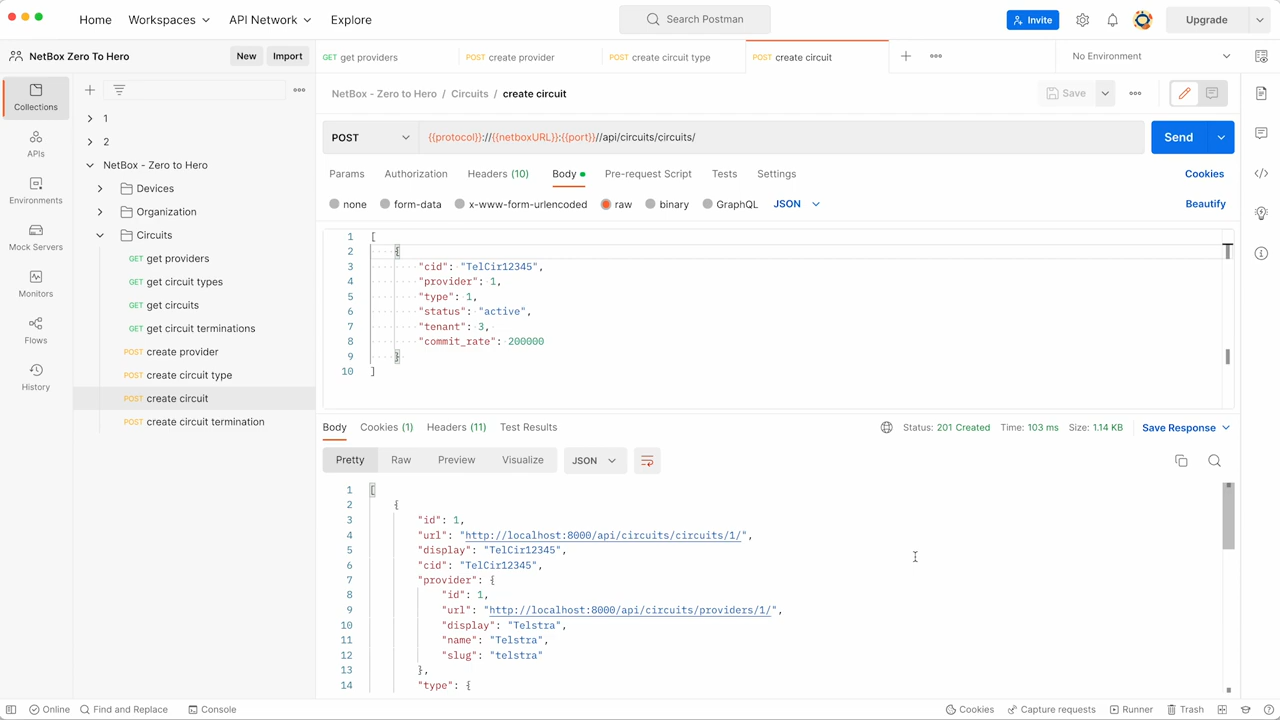 Home Workspaces API Network Explore Search Postman Invite Upgrade
NetBox Zero To Hero New Import GET get providers POST create provider POST create circuit type POST create circuit No Environment
NetBox - Zero to Hero / Circuits / create circuit Save
Collections
APIs
Environments
Mock Servers
Monitors
Flows
History
1
2
NetBox - Zero to Hero
Devices
Organization
Circuits
GET get providers
GET get circuit types
GET get circuits
GET get circuit terminations
POST create provider
POST create circuit type
POST create circuit
POST create circuit termination
POST {{protocol}}://{{netboxURL}}:{{port}}//api/circuits/circuits/ Send
Params Authorization Headers (10) Body Pre-request Script Tests Settings Cookies
none form-data x-www-form-urlencoded raw binary GraphQL JSON Beautify
1 [
2 {
3 "cid": "TelCir12345",
4 "provider": 1,
5 "type": 1,
6 "status": "active",
7 "tenant": 3,
8 "commit_rate": 200000
9 }
10 ]
Body Cookies (1) Headers (11) Test Results Status: 201 Created Time: 103 ms Size: 1.14 KB Save Response
Pretty Raw Preview Visualize JSON
1 [
2 {
3 "id": 1,
4 "url": "http://localhost:8000/api/circuits/circuits/1/",
5 "display": "TelCir12345",
6 "cid": "TelCir12345",
7 "provider": {
8 "id": 1,
9 "url": "http://localhost:8000/api/circuits/providers/1/",
10 "display": "Telstra",
11 "name": "Telstra",
12 "slug": "telstra"
13 },
14 "type": {
Online Find and Replace Console Cookies Capture requests Runner Trash